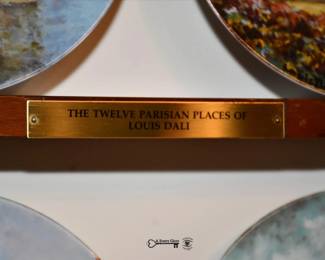 THE TWELVE PARISIAN PLACES OF
LOUIS DALI